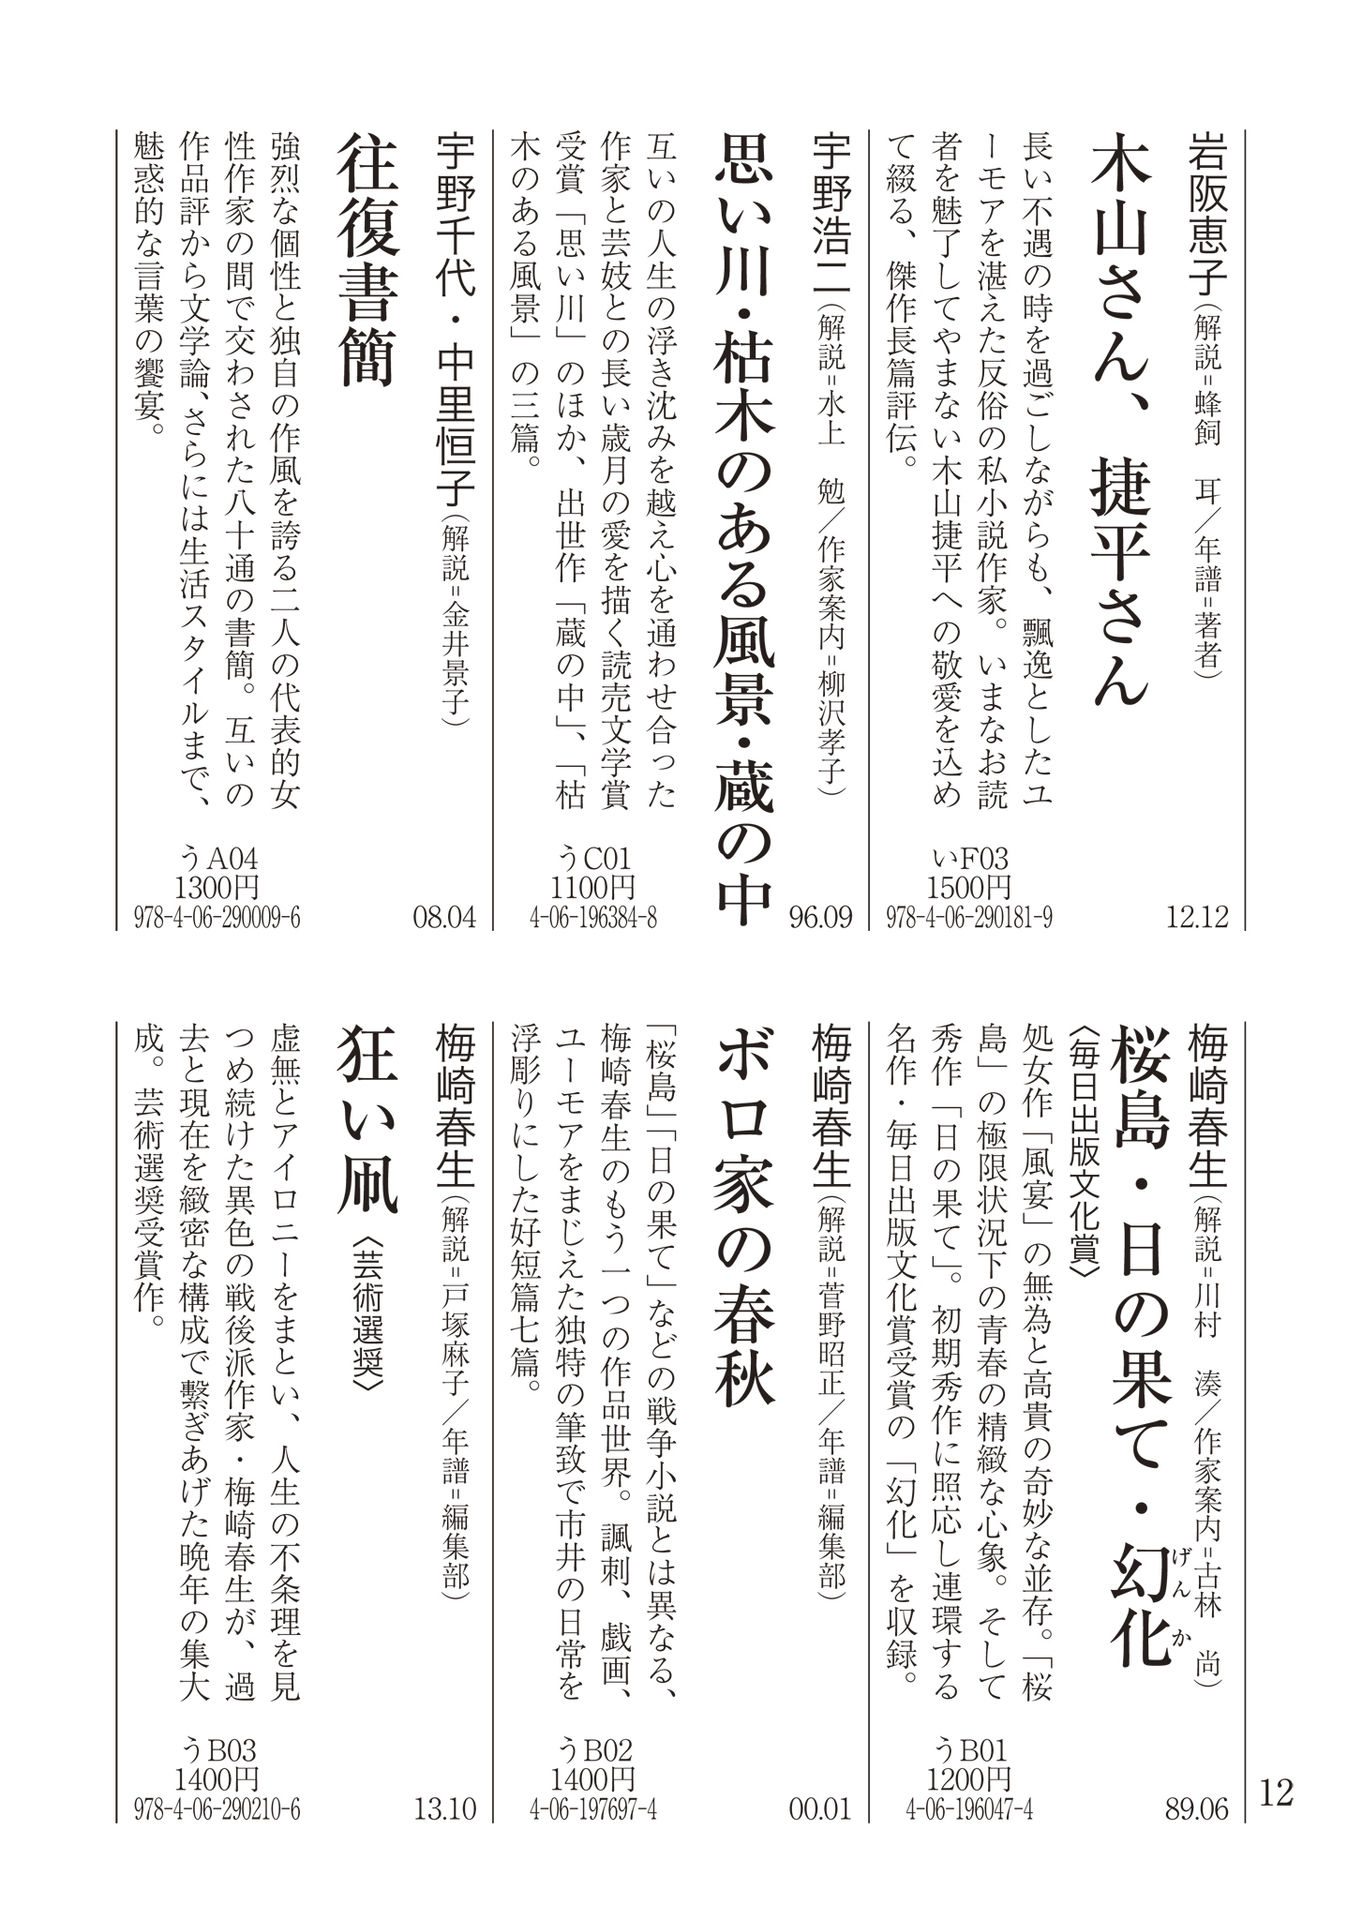 岩阪恵子（解説=蜂飼　耳／年譜=著者）
木山さん、捷平さん
長い不遇の時を過ごしながらも、飄逸としたユ
ーモアを湛えた反俗の私小説作家。いまなお読
者を魅了してやまない木山捷平への敬愛を込め
て綴る、傑作長篇評伝。
いF03
1500円
978-4-06-290181-9
12.12
宇野浩二（解説=水上　勉／作家案内=柳沢孝子）
思い川・枯木のある風景・蔵の中
互いの人生の浮き沈みを越え心を通わせ合った
作家と芸妓との長い歳月の愛を描く読売文学賞
受賞「思い川」のほか、出世作「蔵の中」、「枯
木のある風景」の三篇。
うC01
1100円
4-06-196384-8
96.09
宇野千代・中里恒子（解説=金井景子）
往復書簡
強烈な個性と独自の作風を誇る二人の代表的女
性作家の間で交わされた八十通の書簡。互いの
作品評から文学論、さらには生活スタイルまで、
魅惑的な言葉の饗宴。
うA04
1300円
978-4-06-290009-6
08.04
梅崎春生（解説=川村　湊／作家案内=古林　尚）
桜島・日の果て・幻化
げんか
〈毎日出版文化賞〉
処女作「風宴」の無為と高貴の奇妙な並存。「桜
島」の極限状況下の青春の精緻な心象。そして
秀作「日の果て」。初期秀作に照応し連環する
名作・毎日出版文化賞受賞の「幻化」を収録。
うB01
1200円
4-06-196047-4
89.06
梅崎春生（解説=菅野昭正／年譜=編集部）
ボロ家の春秋
「桜島」「日の果て」などの戦争小説とは異なる、
梅崎春生のもう一つの作品世界。諷刺、戯画、
ユーモアをまじえた独特の筆致で市井の日常を
浮彫りにした好短篇七篇。
うB02
1400円
4-06-197697-4
00.01
梅崎春生（解説=戸塚麻子／年譜=編集部）
狂い凧〈芸術選奨〉
虚無とアイロニーをまとい、人生の不条理を見
つめ続けた異色の戦後派作家・梅崎春生が、過
去と現在を緻密な構成で繋ぎあげた晩年の集大
成。芸術選奨受賞作。
うB03
1400円
978-4-06-290210-6
13.10
12